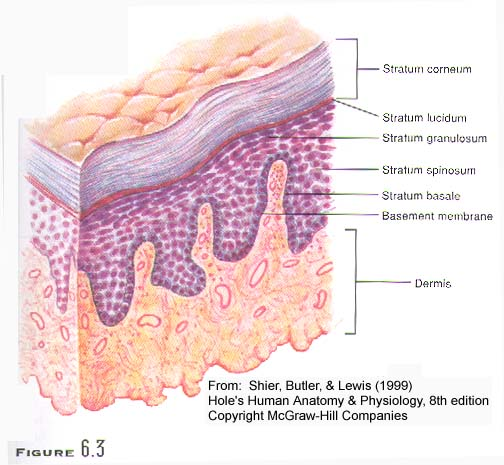 Stratum corneum
Stratum lucidum
Stratum granulosum
Stratum spinosum
Stratum basale
Basement membrane
Dermis
From: Shier, Butler, & Lewis (1999)
Hole's Human Anatomy & Physiology, 8th edition
Copyright McGraw-Hill Companies
FIGURE 6.3